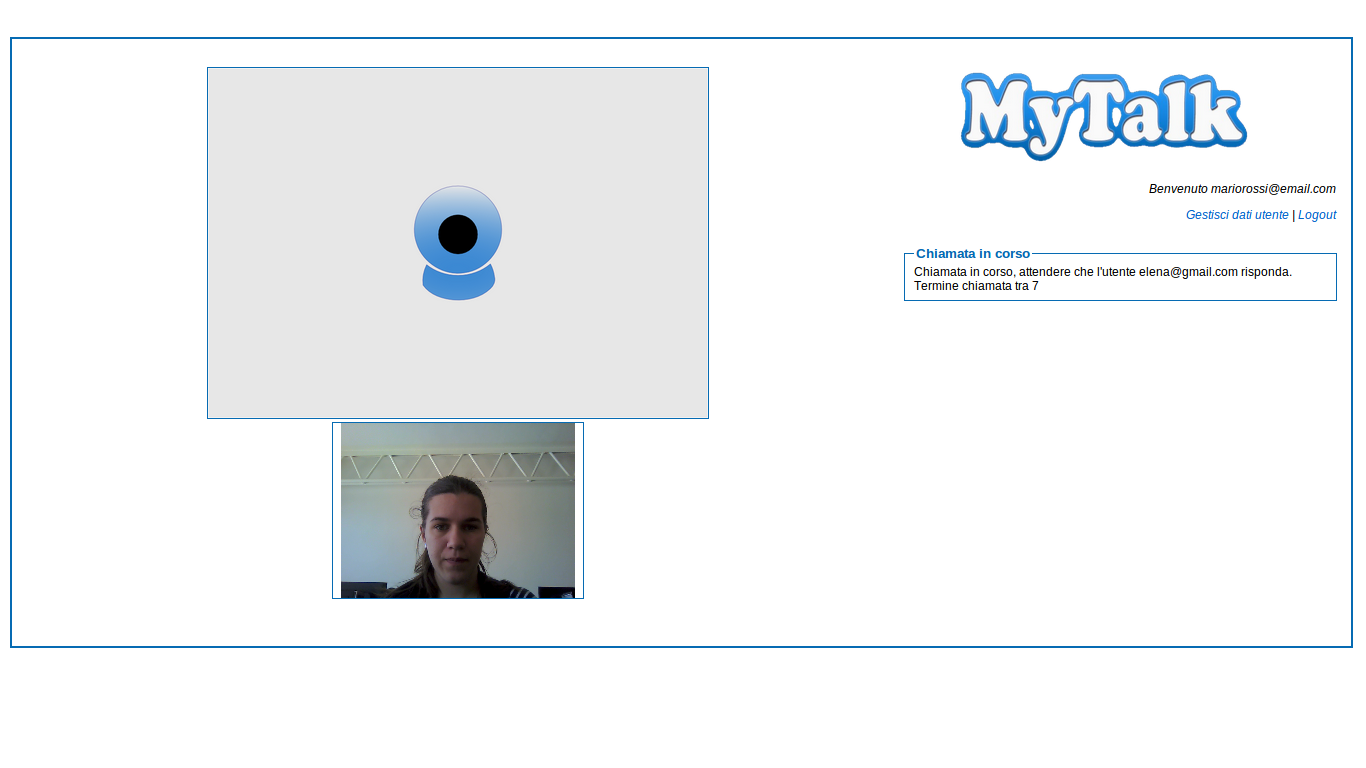 MyTalk
Benvenuto mariorossi@email.com
Gestisci dati utente | Logout
Chiamata in corso
Chiamata in corso, attendere che l'utente elena@gmail.com risponda.
Termine chiamata tra 7